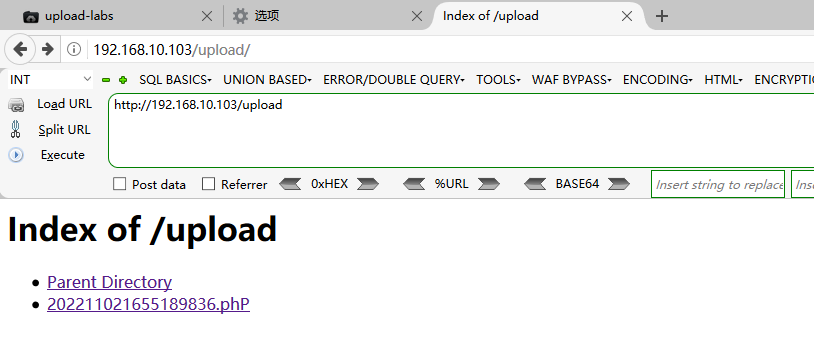 upload-labs 选项 Index of /upload
192.168.10.103/upload/
INT SQL BASICS UNION BASED ERROR/DOUBLE QUERY TOOLS WAF BYPASS ENCODING HTML ENCRYPTI
Load URL http://192.168.10.103/upload
Split URL
Execute
Post data Referrer 0xHEX %URL BASE64 Insert string to replace Inse
Index of /upload
Parent Directory
202211021655189836.phP